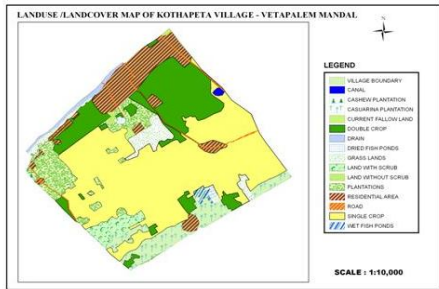 LANDUSE /LANDCOVER MAP OF KOTHAPETA VILLAGE - VETAPALEM MANDAL
N
LEGEND
VILLAGE BOUNDARY
CANAL
CASHEW PLANTATION
CASUARINA PLANTATION
CURRENT FALLOW LAND
DOUBLE CROP
DRAIN
DRIED FISH PONDS
GRASS LANDS
LAND WITH SCRUB
LAND WITHOUT SCRUB
PLANTATIONS
RESIDENTIAL AREA
ROAD
SINGLE CROP
WET FISH PONDS
SCALE : 1:10,000